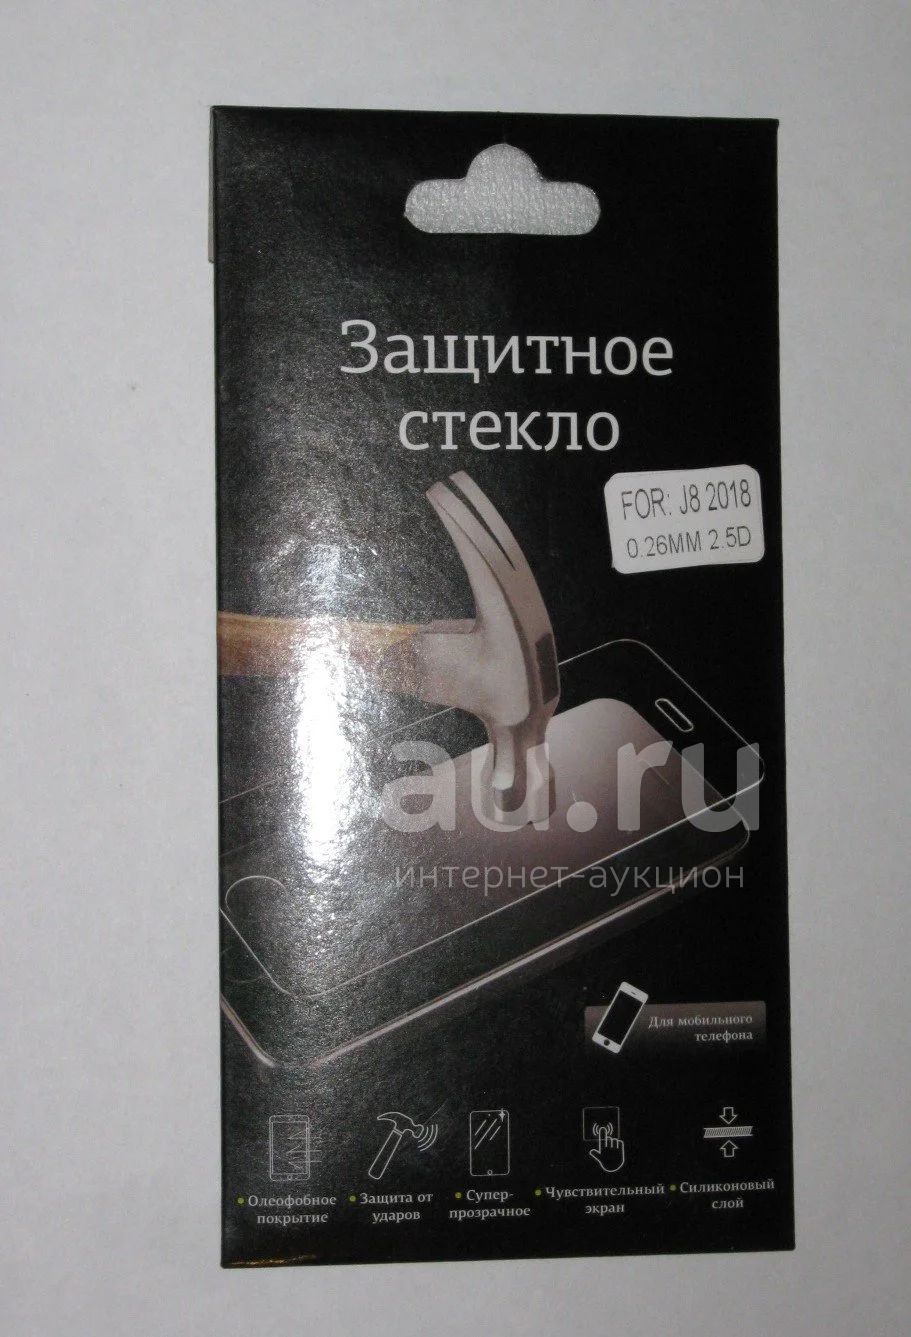 Защитное
стекло
FOR: J8 2018
0.26MM 2.5D
au.ru
интернет-аукцион
Для мобильного
телефона
• Олеофобное
покрытие
• Защита от
ударов
• Супер-
прозрачное
• Чувствительный
экран
• Силиконовый
слой